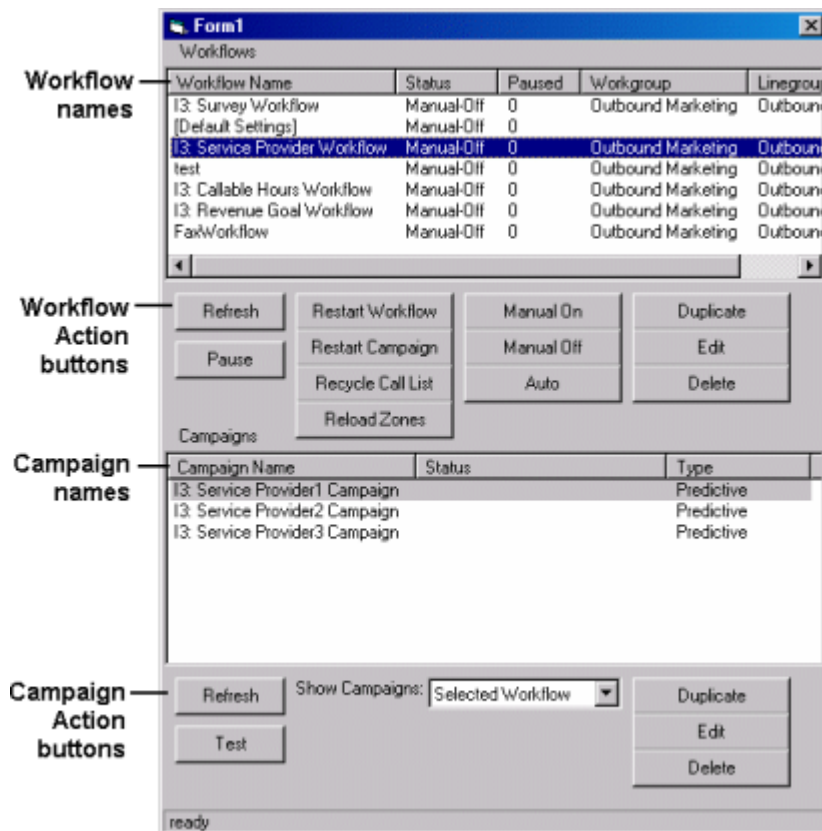 Form1
Workflows
Workflow names
Workflow Name Status Paused Workgroup Linegrou
I3: Survey Workflow Manual-Off 0 Outbound Marketing Outboun
[Default Settings] Manual-Off 0
I3: Service Provider Workflow Manual-Off 0 Outbound Marketing Outboun
test Manual-Off 0 Outbound Marketing Outboun
I3: Callable Hours Workflow Manual-Off 0 Outbound Marketing Outboun
I3: Revenue Goal Workflow Manual-Off 0 Outbound Marketing Outboun
FaxWorkflow Manual-Off 0 Outbound Marketing Outboun
Workflow Action buttons
Refresh Restart Workflow Manual On Duplicate
Pause Restart Campaign Manual Off Edit
Recycle Call List Auto Delete
Reload Zones
Campaigns
Campaign names
Campaign Name Status Type
I3: Service Provider1 Campaign Predictive
I3: Service Provider2 Campaign Predictive
I3: Service Provider3 Campaign Predictive
Campaign Action buttons
Refresh Show Campaigns: Selected Workflow Duplicate
Test Edit
Delete
ready